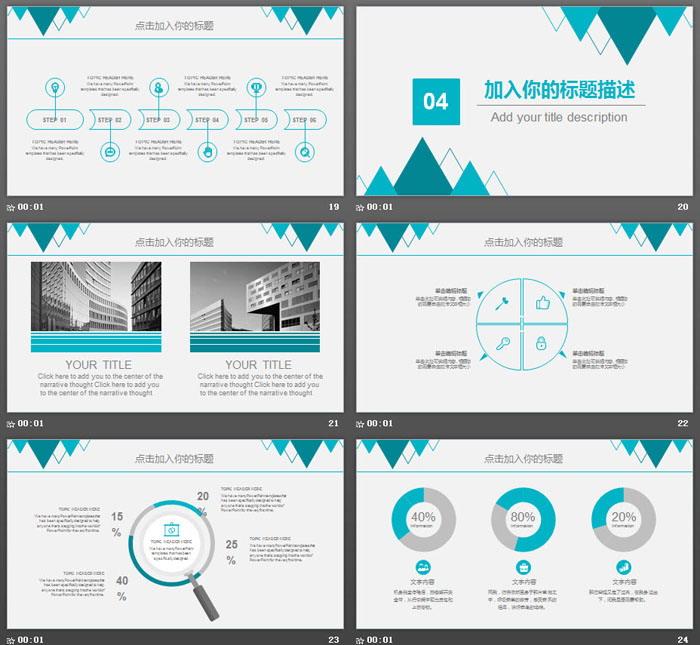 点击加入你的标题
TOPIC HEADER HERE
We have many PowerPoint
templates that has been specifically
designed.
TOPIC HEADER HERE
We have many PowerPoint
templates that has been specifically
designed.
TOPIC HEADER HERE
We have many PowerPoint
templates that has been specifically
designed.
STEP 01
STEP 02
STEP 03
STEP 04
STEP 05
STEP 06
TOPIC HEADER HERE
We have many PowerPoint
templates that has been specifically
designed.
TOPIC HEADER HERE
We have many PowerPoint
templates that has been specifically
designed.
TOPIC HEADER HERE
We have many PowerPoint
templates that has been specifically
designed.
00:01
19
04
加入你的标题描述
Add your title description
00:01
20
点击加入你的标题
YOUR TITLE
Click here to add you to the center of the
narrative thought Click here to add you
to the center of the narrative thought
YOUR TITLE
Click here to add you to the center of the
narrative thought Click here to add you
to the center of the narrative thought
00:01
21
点击加入你的标题
单击编辑标题
单击编辑标题
单击编辑标题
单击编辑标题
00:01
22
点击加入你的标题
15
%
TOPIC HEADER HERE
20
%
TOPIC HEADER HERE
TOPIC HEADER HERE
We have many PowerPoint
templates that has been
specifically designed.
25
%
TOPIC HEADER HERE
40
%
TOPIC HEADER HERE
00:01
23
点击加入你的标题
40%
information
80%
information
20%
information
文字内容
文字内容
文字内容
00:01
24